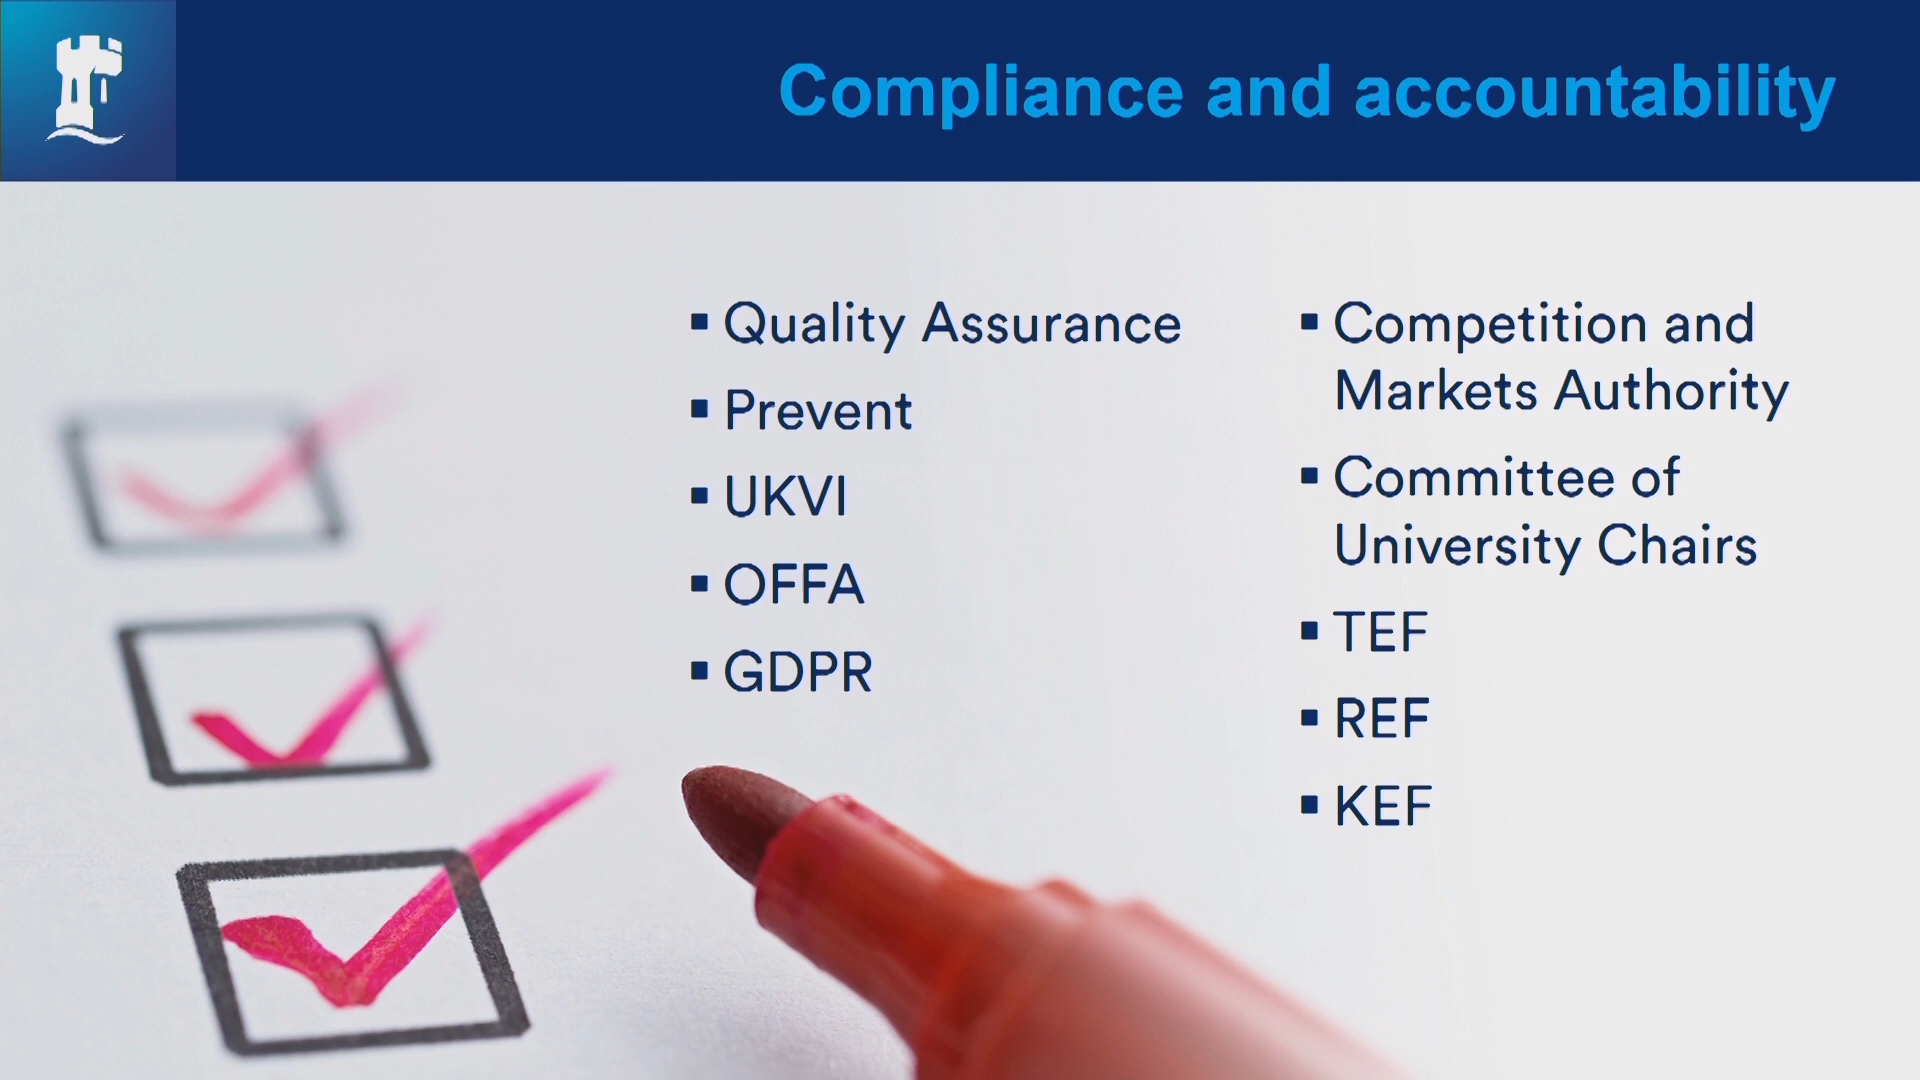 Compliance and accountability
Quality Assurance
Prevent
UKVI
OFFA
GDPR
Competition and
Markets Authority
Committee of
University Chairs
TEF
REF
KEF